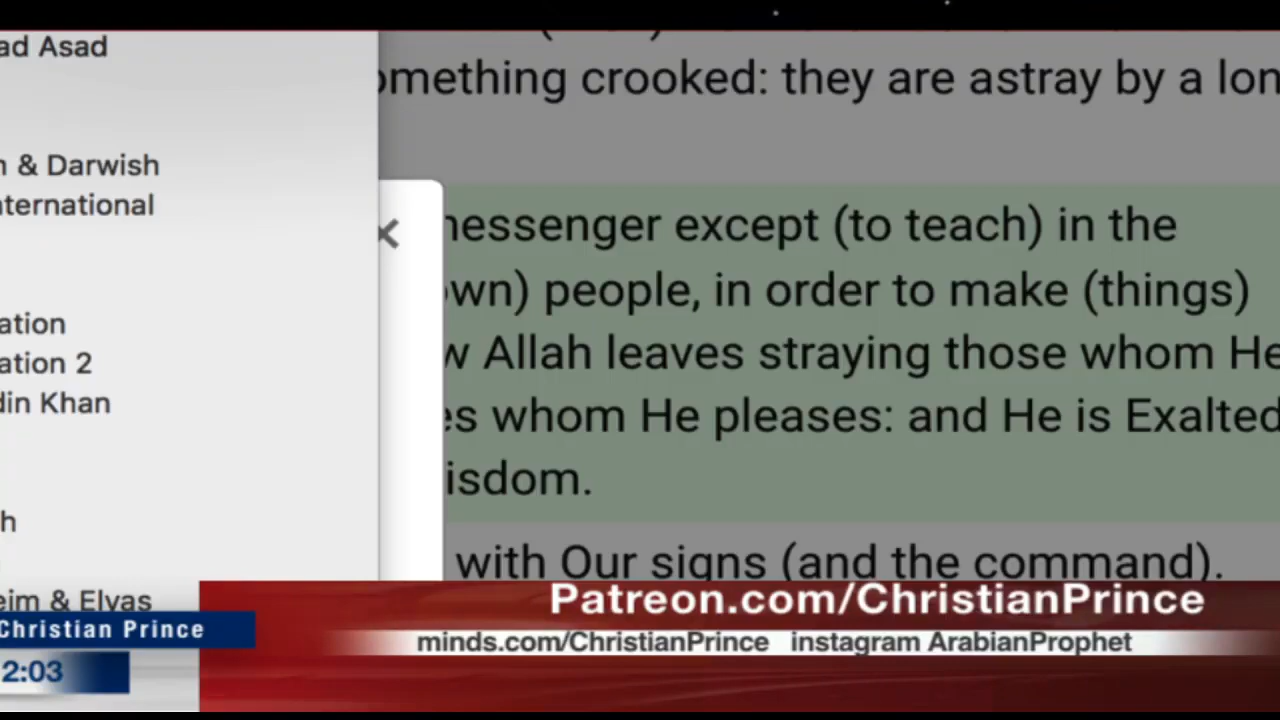 ad Asad
n & Darwish
nternational
ation
ation 2
din Khan
h
eim & Elyas
omething crooked: they are astray by a lon
messenger except (to teach) in the
own) people, in order to make (things)
w Allah leaves straying those whom He
es whom He pleases: and He is Exalted
isdom.
with Our signs (and the command).
Patreon.com/ChristianPrince
minds.com/ChristianPrince instagram ArabianProphet
Christian Prince
2:03